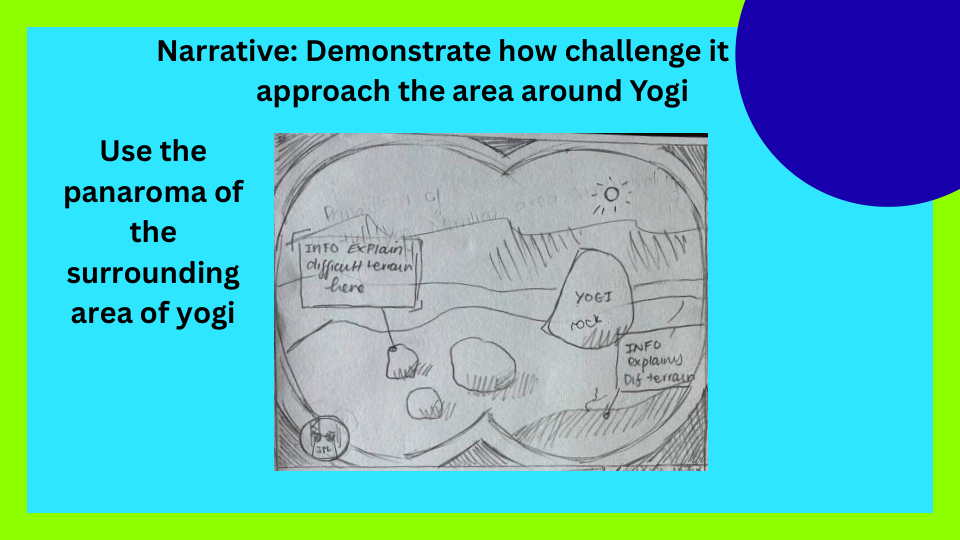 Narrative: Demonstrate how challenge it
approach the area around Yogi
Use the
panaroma of
the
surrounding
area of yogi
INFO EXPlain
difficult terrain
here
YOGI
rock
INFO
explains
Dif terrain
JPL